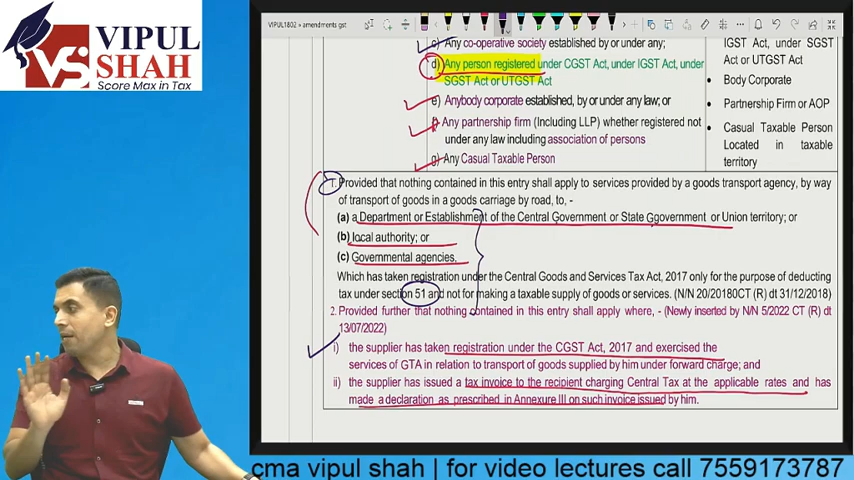 VIPUL
SHAH
VS
Score Max in Tax
VIPUL1802 + amendments gst
c) Any co-operative society established by or under any;
d) Any person registered under CGST Act, under IGST Act, under
SGST Act or UTGST Act
e) Anybody corporate established, by or under any law; or
f) Any partnership firm (Including LLP) whether registered not
under any law including association of persons
g) Any Casual Taxable Person
IGST Act, under SGST
Act or UTGST Act
• Body Corporate
• Partnership Firm or AOP
• Casual Taxable Person
Located in taxable
territory
1. Provided that nothing contained in this entry shall apply to services provided by a goods transport agency, by way
of transport of goods in a goods carriage by road, to, -
(a) a Department or Establishment of the Central Government or State Ggovernment or Union territory; or
(b) local authority; or
(c) Governmental agencies,
Which has taken registration under the Central Goods and Services Tax Act, 2017 only for the purpose of deducting
tax under section 51 and not for making a taxable supply of goods or services. (N/N 20/20180CT (R) dt 31/12/2018)
2. Provided further that nothing contained in this entry shall apply where, - (Newly inserted by N/N 5/2022 CT (R) dt
13/07/2022)
i) the supplier has taken registration under the CGST Act, 2017 and exercised the
services of GTA in relation to transport of goods supplied by him under forward charge; and
ii) the supplier has issued a tax invoice to the recipient charging Central Tax at the applicable rates and has
made a declaration as prescribed in Annexure III on such invoice issued by him.
cma vipul shah | for video lectures call 7559173787